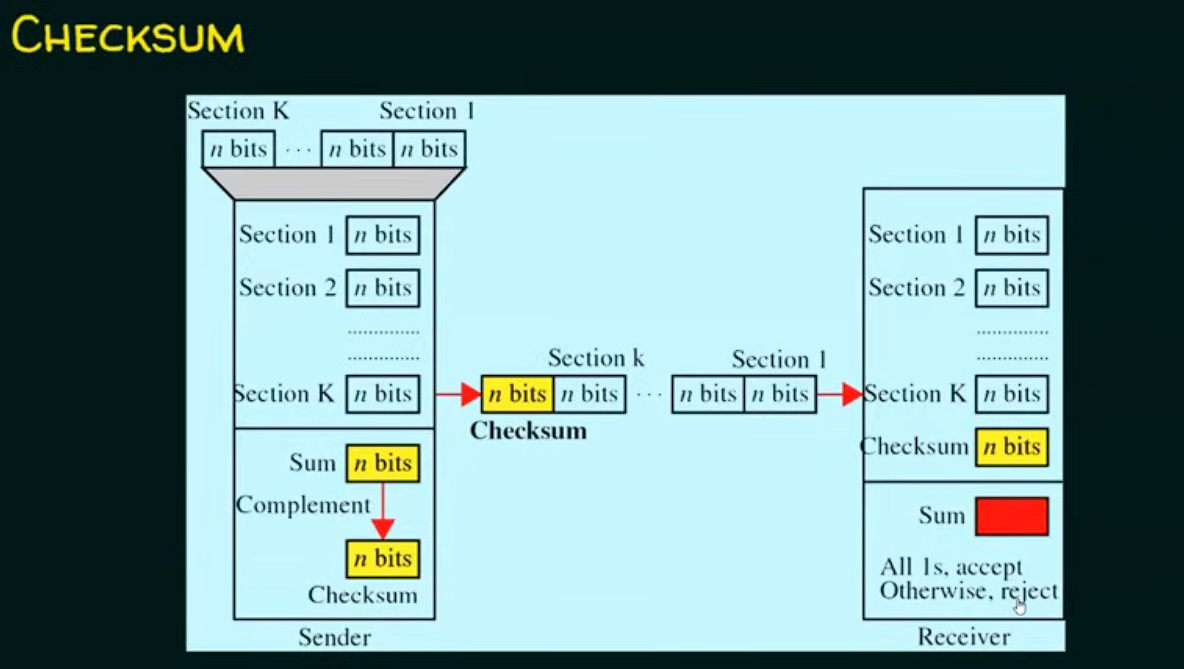 CHECKSUM
Section K Section 1
n bits ... n bits n bits
Section 1 n bits
Section 2 n bits
Section K n bits
Sum n bits
Complement
n bits
Checksum
Sender
Section k Section 1
n bits n bits ... n bits n bits
Checksum
Section 1 n bits
Section 2 n bits
Section K n bits
Checksum n bits
Sum
All 1s, accept
Otherwise, reject
Receiver